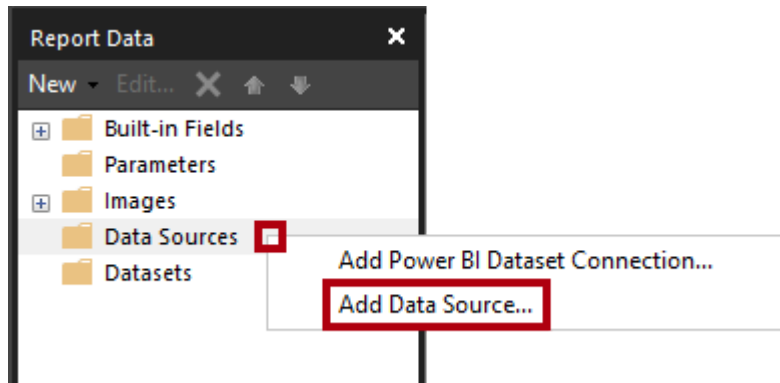 Report Data
New Edit...
Built-in Fields
Parameters
Images
Data Sources
Datasets
Add Power BI Dataset Connection...
Add Data Source...